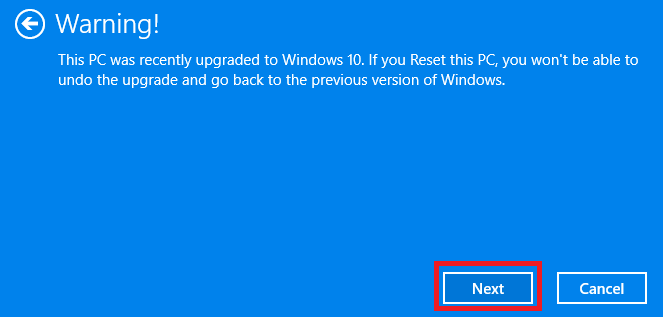 Warning!
This PC was recently upgraded to Windows 10. If you Reset this PC, you won't be able to
undo the upgrade and go back to the previous version of Windows.
Next
Cancel